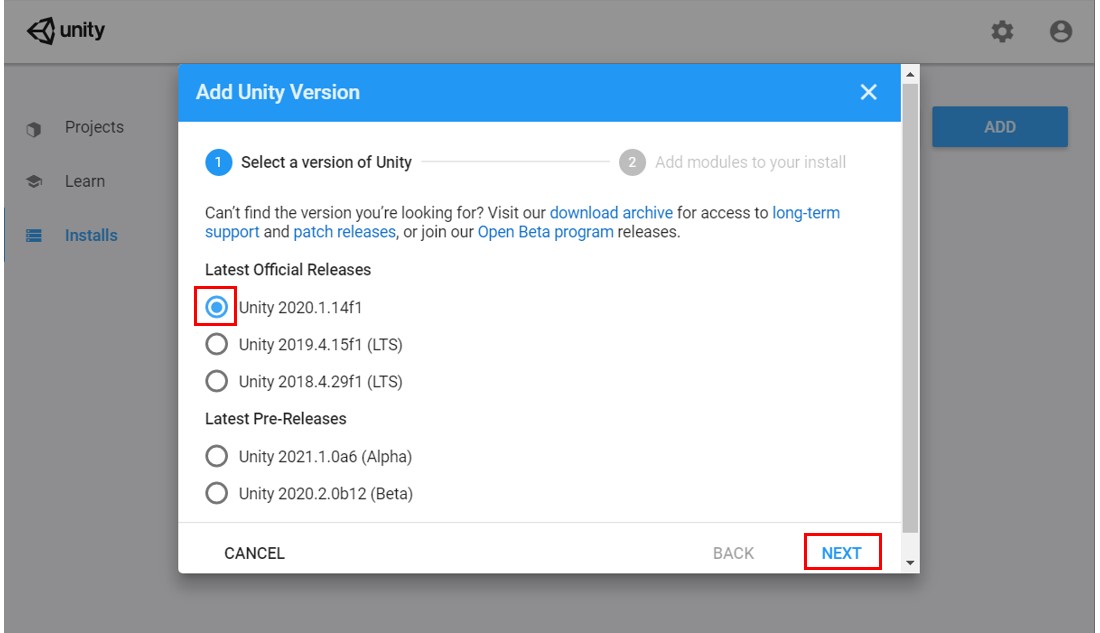 unity
Add Unity Version
Projects
ADD
1 Select a version of Unity
2 Add modules to your install
Learn
Can't find the version you're looking for? Visit our download archive for access to long-term
support and patch releases, or join our Open Beta program releases.
Installs
Latest Official Releases
Unity 2020.1.14f1
Unity 2019.4.15f1 (LTS)
Unity 2018.4.29f1 (LTS)
Latest Pre-Releases
Unity 2021.1.0a6 (Alpha)
Unity 2020.2.0b12 (Beta)
CANCEL
BACK
NEXT